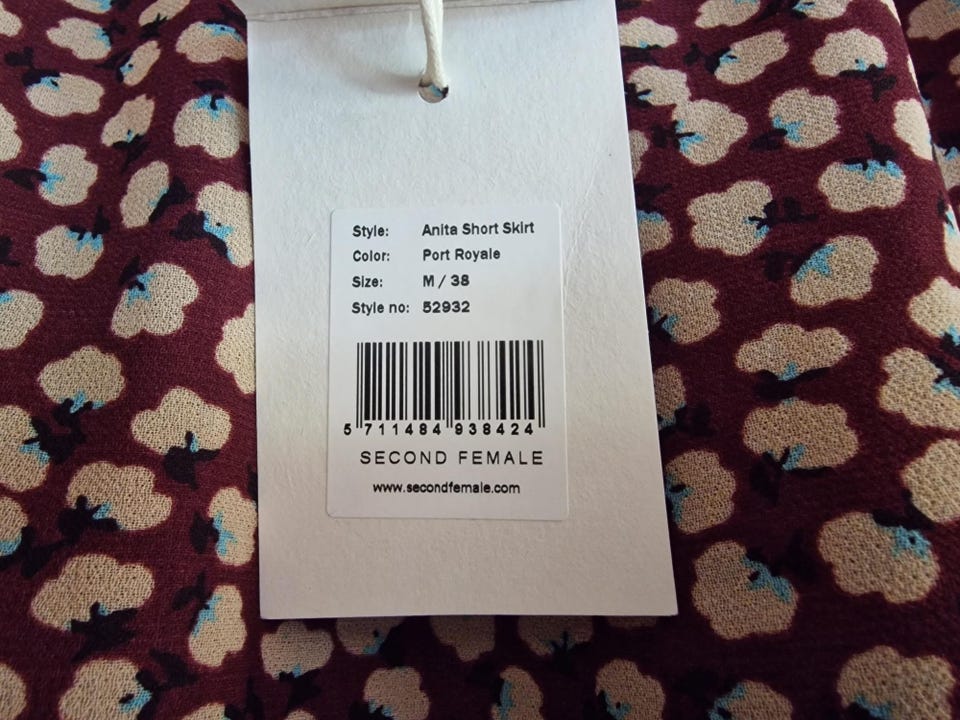 Style: Anita Short Skirt
Color: Port Royale
Size: M / 38
Style no: 52932
5 711484 938424
SECOND FEMALE
www.secondfemale.com